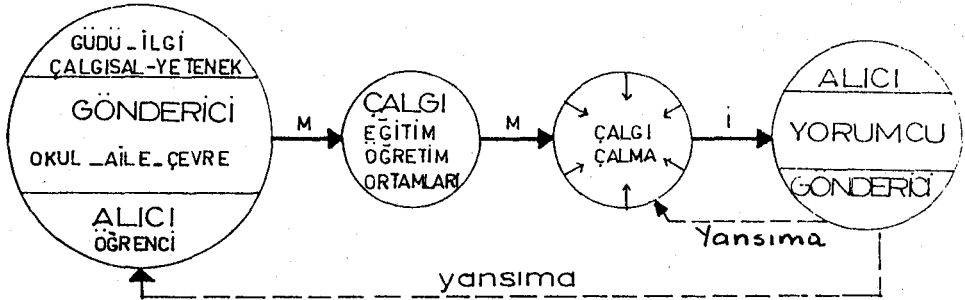 GÜDÜ_İLGİ
ÇALGISAL-YETENEK
GÖNDERİCİ
OKUL_AİLE_ÇEVRE
ALICI
ÖĞRENCİ
M
ÇALGI
EĞİTİM
ÖĞRETİM
ORTAMLARI
M
ÇALGI
ÇALMA
İ
ALICI
YORUMCU
GÖNDERİCİ
Yansıma
yansıma